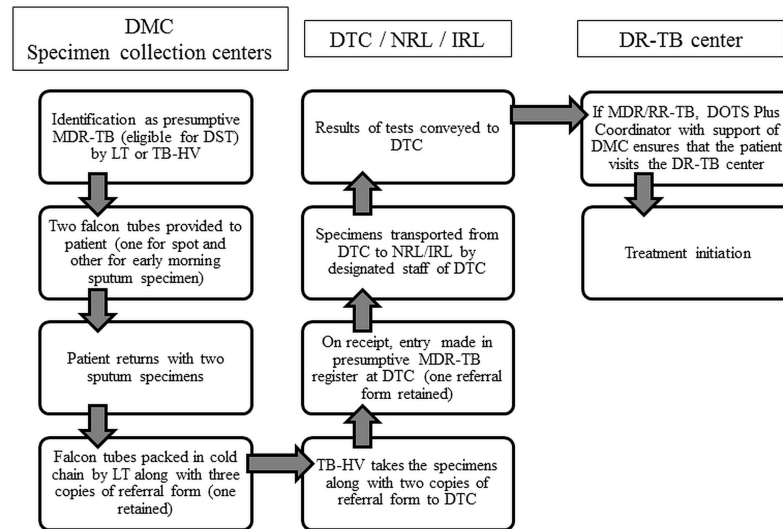 DMC
Specimen collection centers
Identification as presumptive
MDR-TB (eligible for DST)
by LT or TB-HV
Two falcon tubes provided to
patient (one for spot and
other for early morning
sputum specimen)
Patient returns with two
sputum specimens
Falcon tubes packed in cold
chain by LT along with three
copies of referral form (one
retained)
DTC / NRL / IRL
Results of tests conveyed to
DTC
Specimens transported from
DTC to NRL/IRL by
designated staff of DTC
On receipt, entry made in
presumptive MDR-TB
register at DTC (one referral
form retained)
TB-HV takes the specimens
along with two copies of
referral form to DTC
DR-TB center
If MDR/RR-TB, DOTS Plus
Coordinator with support of
DMC ensures that the patient
visits the DR-TB center
Treatment initiation